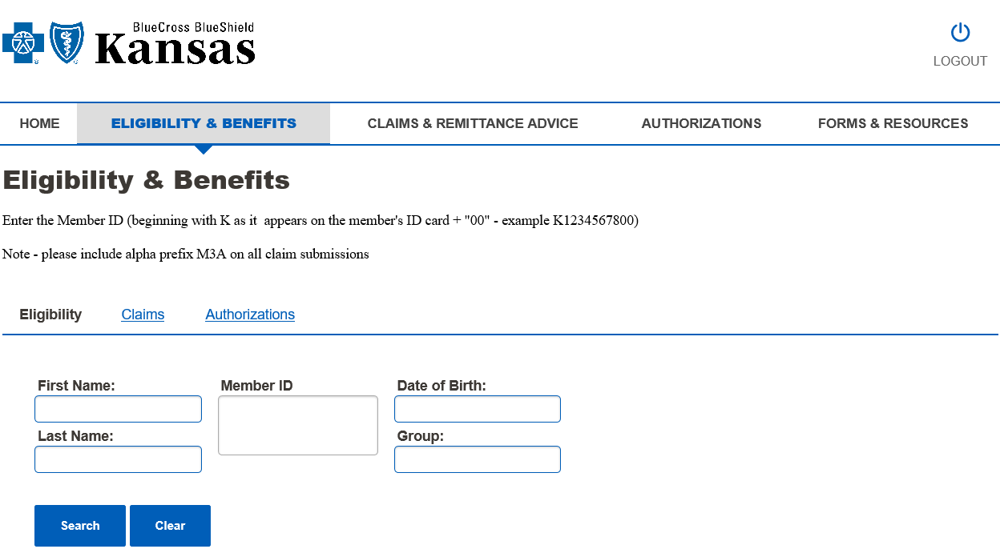 BlueCross BlueShield
Kansas
LOGOUT
HOME ELIGIBILITY & BENEFITS CLAIMS & REMITTANCE ADVICE AUTHORIZATIONS FORMS & RESOURCES
Eligibility & Benefits
Enter the Member ID (beginning with K as it  appears on the member's ID card + "00" - example K1234567800)
Note - please include alpha prefix M3A on all claim submissions
Eligibility Claims Authorizations
First Name: Member ID Date of Birth:
Last Name: Group:
Search Clear